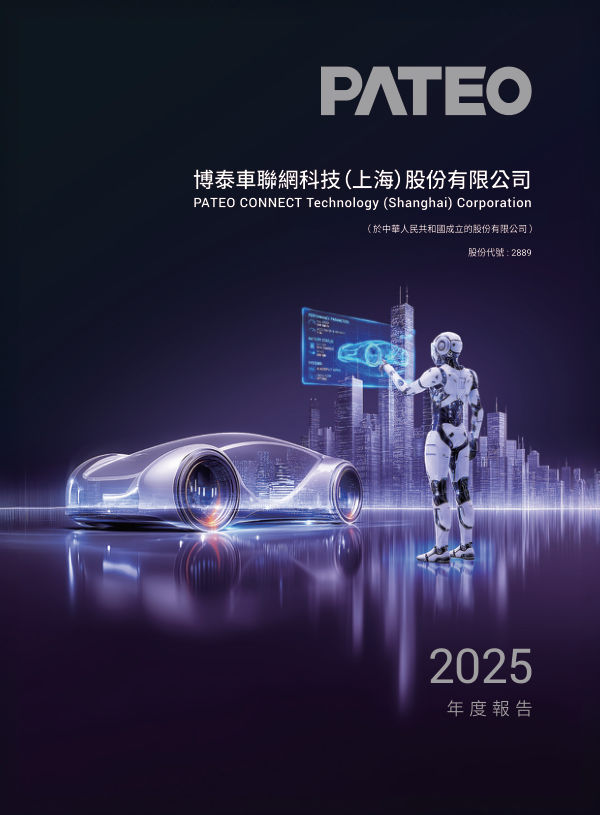 PATEO
博泰車聯網科技(上海)股份有限公司
PATEO CONNECT Technology (Shanghai) Corporation
(於中華人民共和國成立的股份有限公司)
股份代號 : 2889
PERFORMANCE PARAMETERS
2025
年度報告